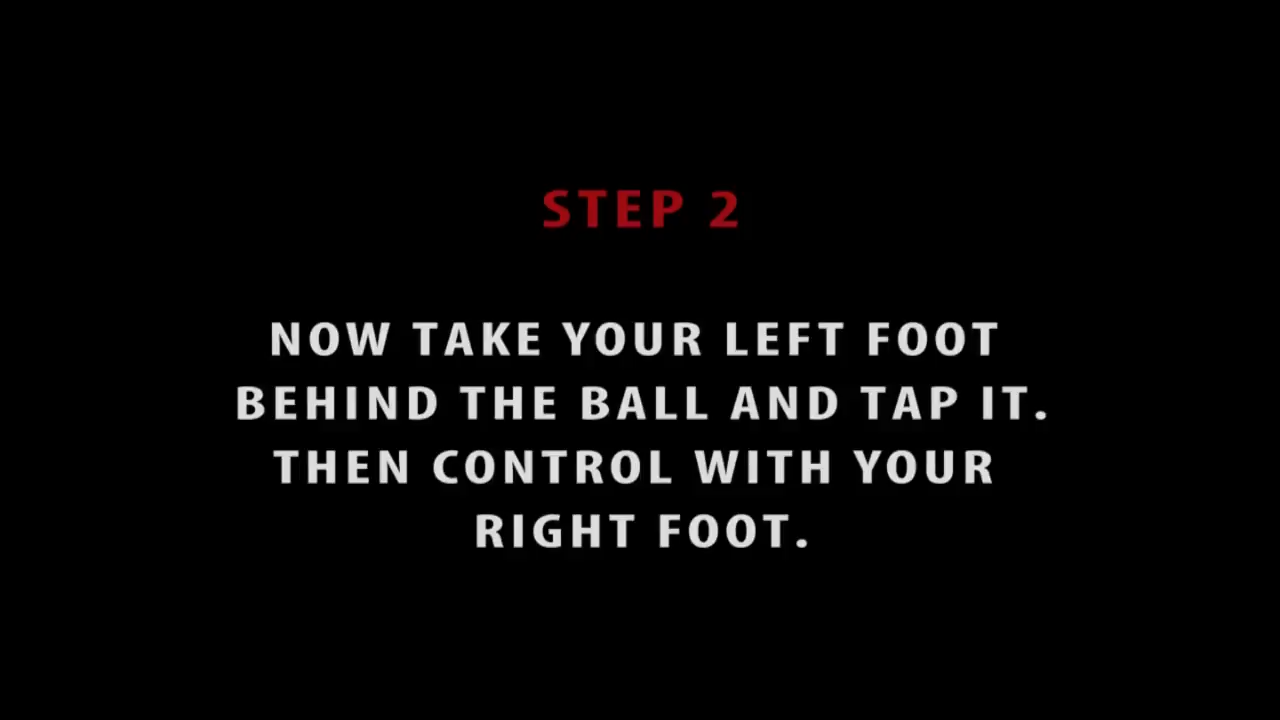 STEP 2
NOW TAKE YOUR LEFT FOOT
BEHIND THE BALL AND TAP IT.
THEN CONTROL WITH YOUR
RIGHT FOOT.